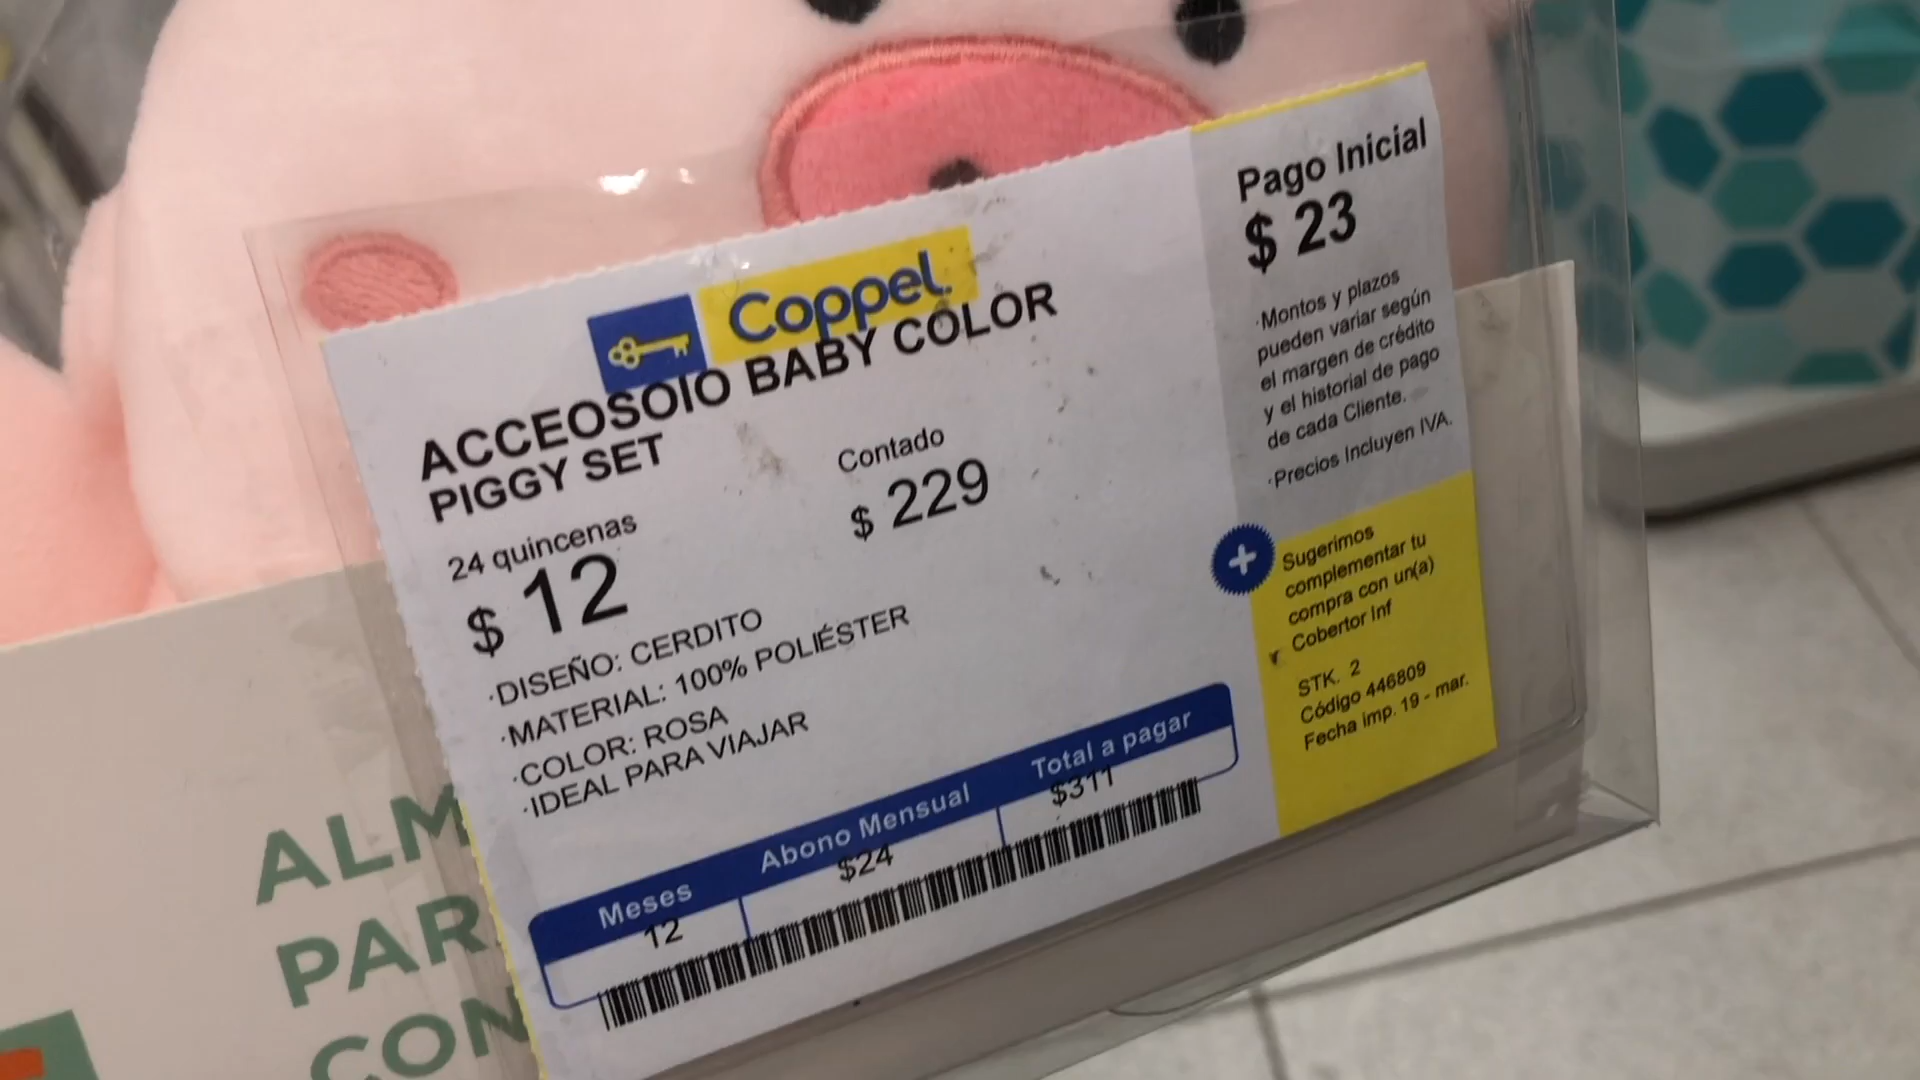 Coppel
ACCEOSOIO BABY COLOR
PIGGY SET
24 quincenas
$ 12
Contado
$ 229
·DISEÑO: CERDITO
·MATERIAL: 100% POLIÉSTER
·COLOR: ROSA
·IDEAL PARA VIAJAR
Meses
Abono Mensual
Total a pagar
12
$24
$311
Pago Inicial
$ 23
·Montos y plazos
pueden variar según
el margen de crédito
y el historial de pago
de cada Cliente.
·Precios Incluyen IVA.
+
Sugerimos
complementar tu
compra con un(a)
Cobertor Inf
STK. 2
Código 446809
Fecha imp. 19 - mar.
ALM
PAR
CON